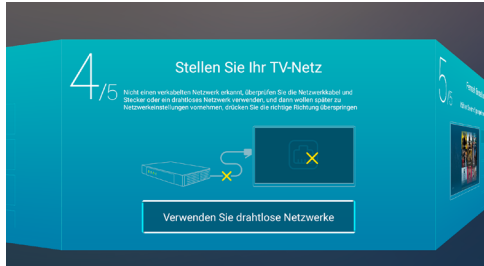 4/5
Stellen Sie Ihr TV-Netz
Nicht einen verkabelten Netzwerk erkannt, überprüfen Sie die Netzwerkkabel und
Stecker oder ein drahtloses Netzwerk verwenden, und dann wollen später zu
Netzwerkeinstellungen vornehmen, drücken Sie die richtige Richtung überspringen
Verwenden Sie drahtlose Netzwerke
5/5